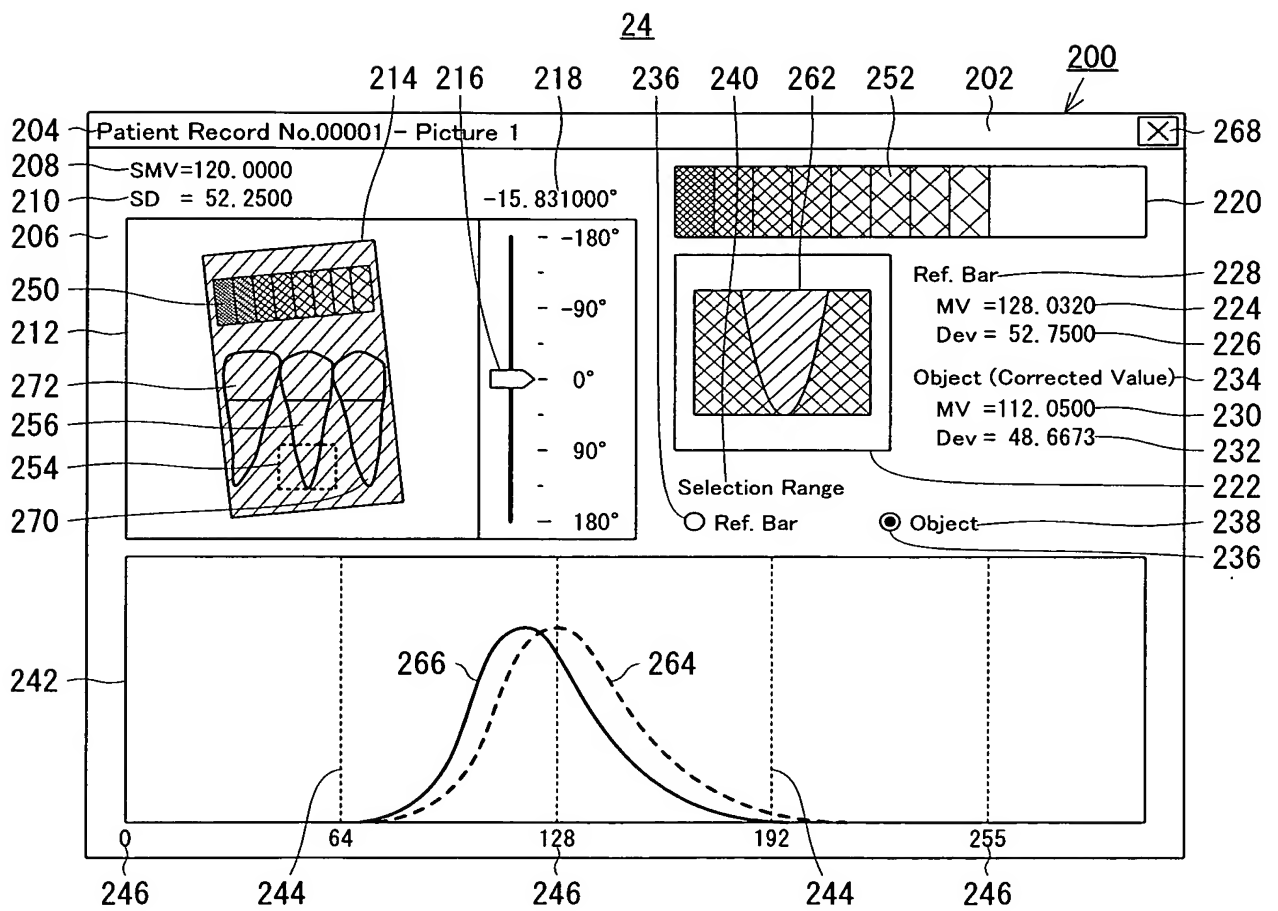 24
214 216 218 236 240 262 252 202 200
204 Patient Record No.00001 - Picture 1 268
208 SMV=120.0000
210 SD = 52.2500 -15.831000° 220
206 -180°
250 -90° Ref. Bar 228
212 MV =128.0320 224
Dev = 52.7500 226
272 0° Object (Corrected Value) 234
256 MV =112.0500 230
254 90° Dev = 48.6673 232
Selection Range 222
270 180° Ref. Bar Object 238
236
242 266 264
0 64 128 192 255
246 244 246 244 246